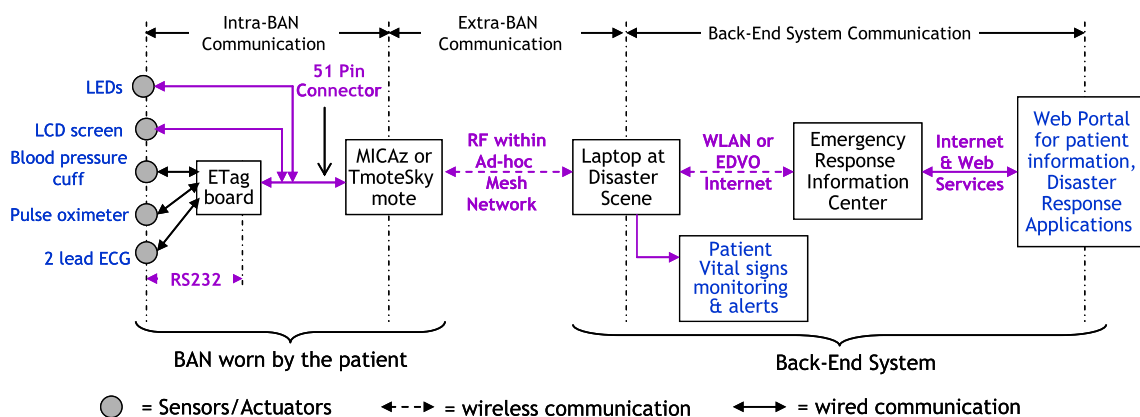 Intra-BAN
Communication
Extra-BAN
Communication
Back-End System Communication
LEDs
LCD screen
Blood pressure
cuff
Pulse oximeter
2 lead ECG
RS232
ETag
board
51 Pin
Connector
MICAz or
TmoteSky
mote
RF within
Ad-hoc
Mesh
Network
Laptop at
Disaster
Scene
WLAN or
EDVO
Internet
Emergency
Response
Information
Center
Internet
& Web
Services
Web Portal
for patient
information,
Disaster
Response
Applications
Patient
Vital signs
monitoring
& alerts
BAN worn by the patient
Back-End System
= Sensors/Actuators
= wireless communication
= wired communication